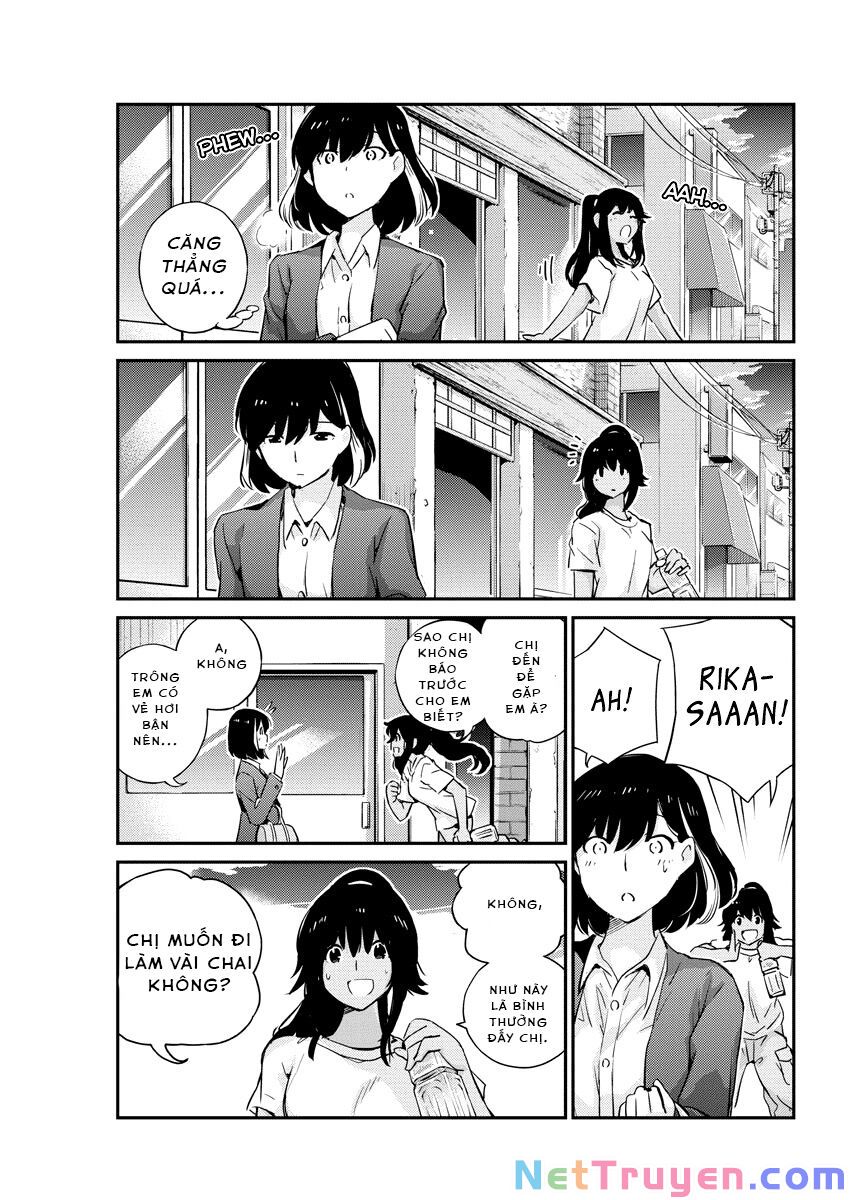 PHEW...
CĂNG
THẲNG
QUÁ...
AAH...
RIKA-
SAAAN!
AH!
CHỊ
ĐẾN
ĐỂ
GẶP
EM À?
SAO CHỊ
KHÔNG
BÁO
TRƯỚC
CHO EM
BIẾT?
A,
KHÔNG
TRÔNG
EM CÓ
VẺ HƠI
BẬN
NÊN...
KHÔNG,
NHƯ NÀY
LÀ BÌNH
THƯỜNG
ĐẤY CHỊ.
CHỊ MUỐN ĐI
LÀM VÀI CHAI
KHÔNG?
NetTruyen.com